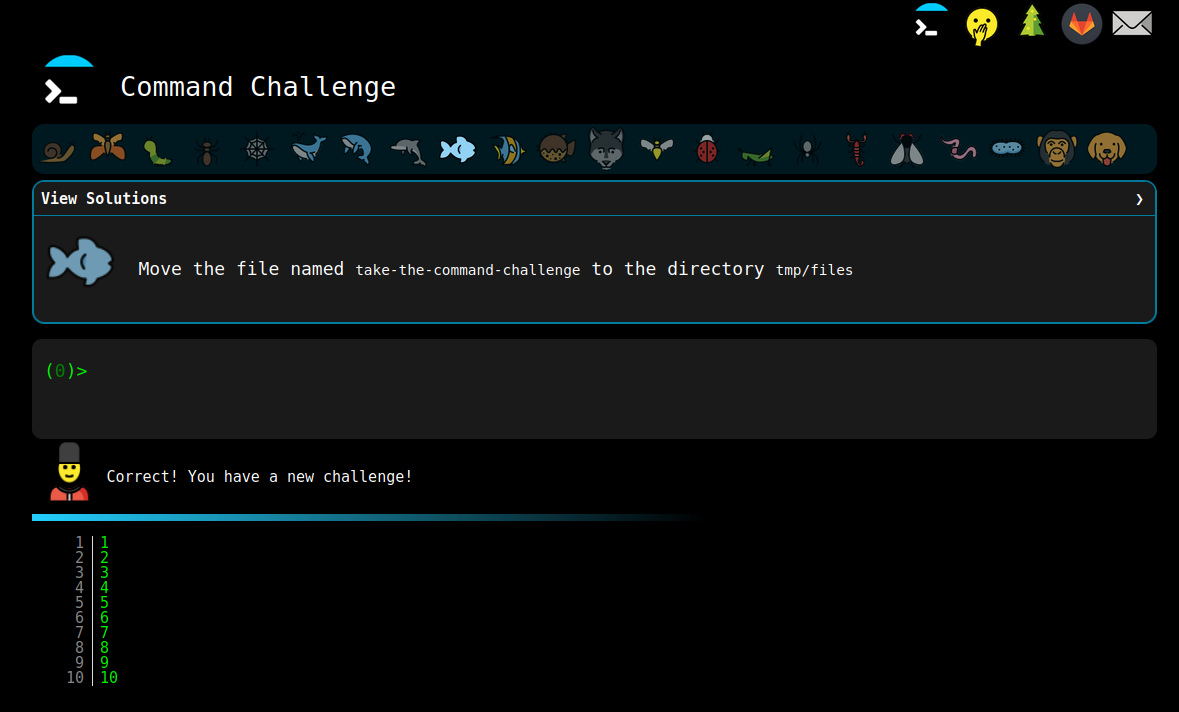 Command Challenge
View Solutions ❯
Move the file named take-the-command-challenge to the directory tmp/files
(0)>
Correct! You have a new challenge!
1 1
2 2
3 3
4 4
5 5
6 6
7 7
8 8
9 9
10 10